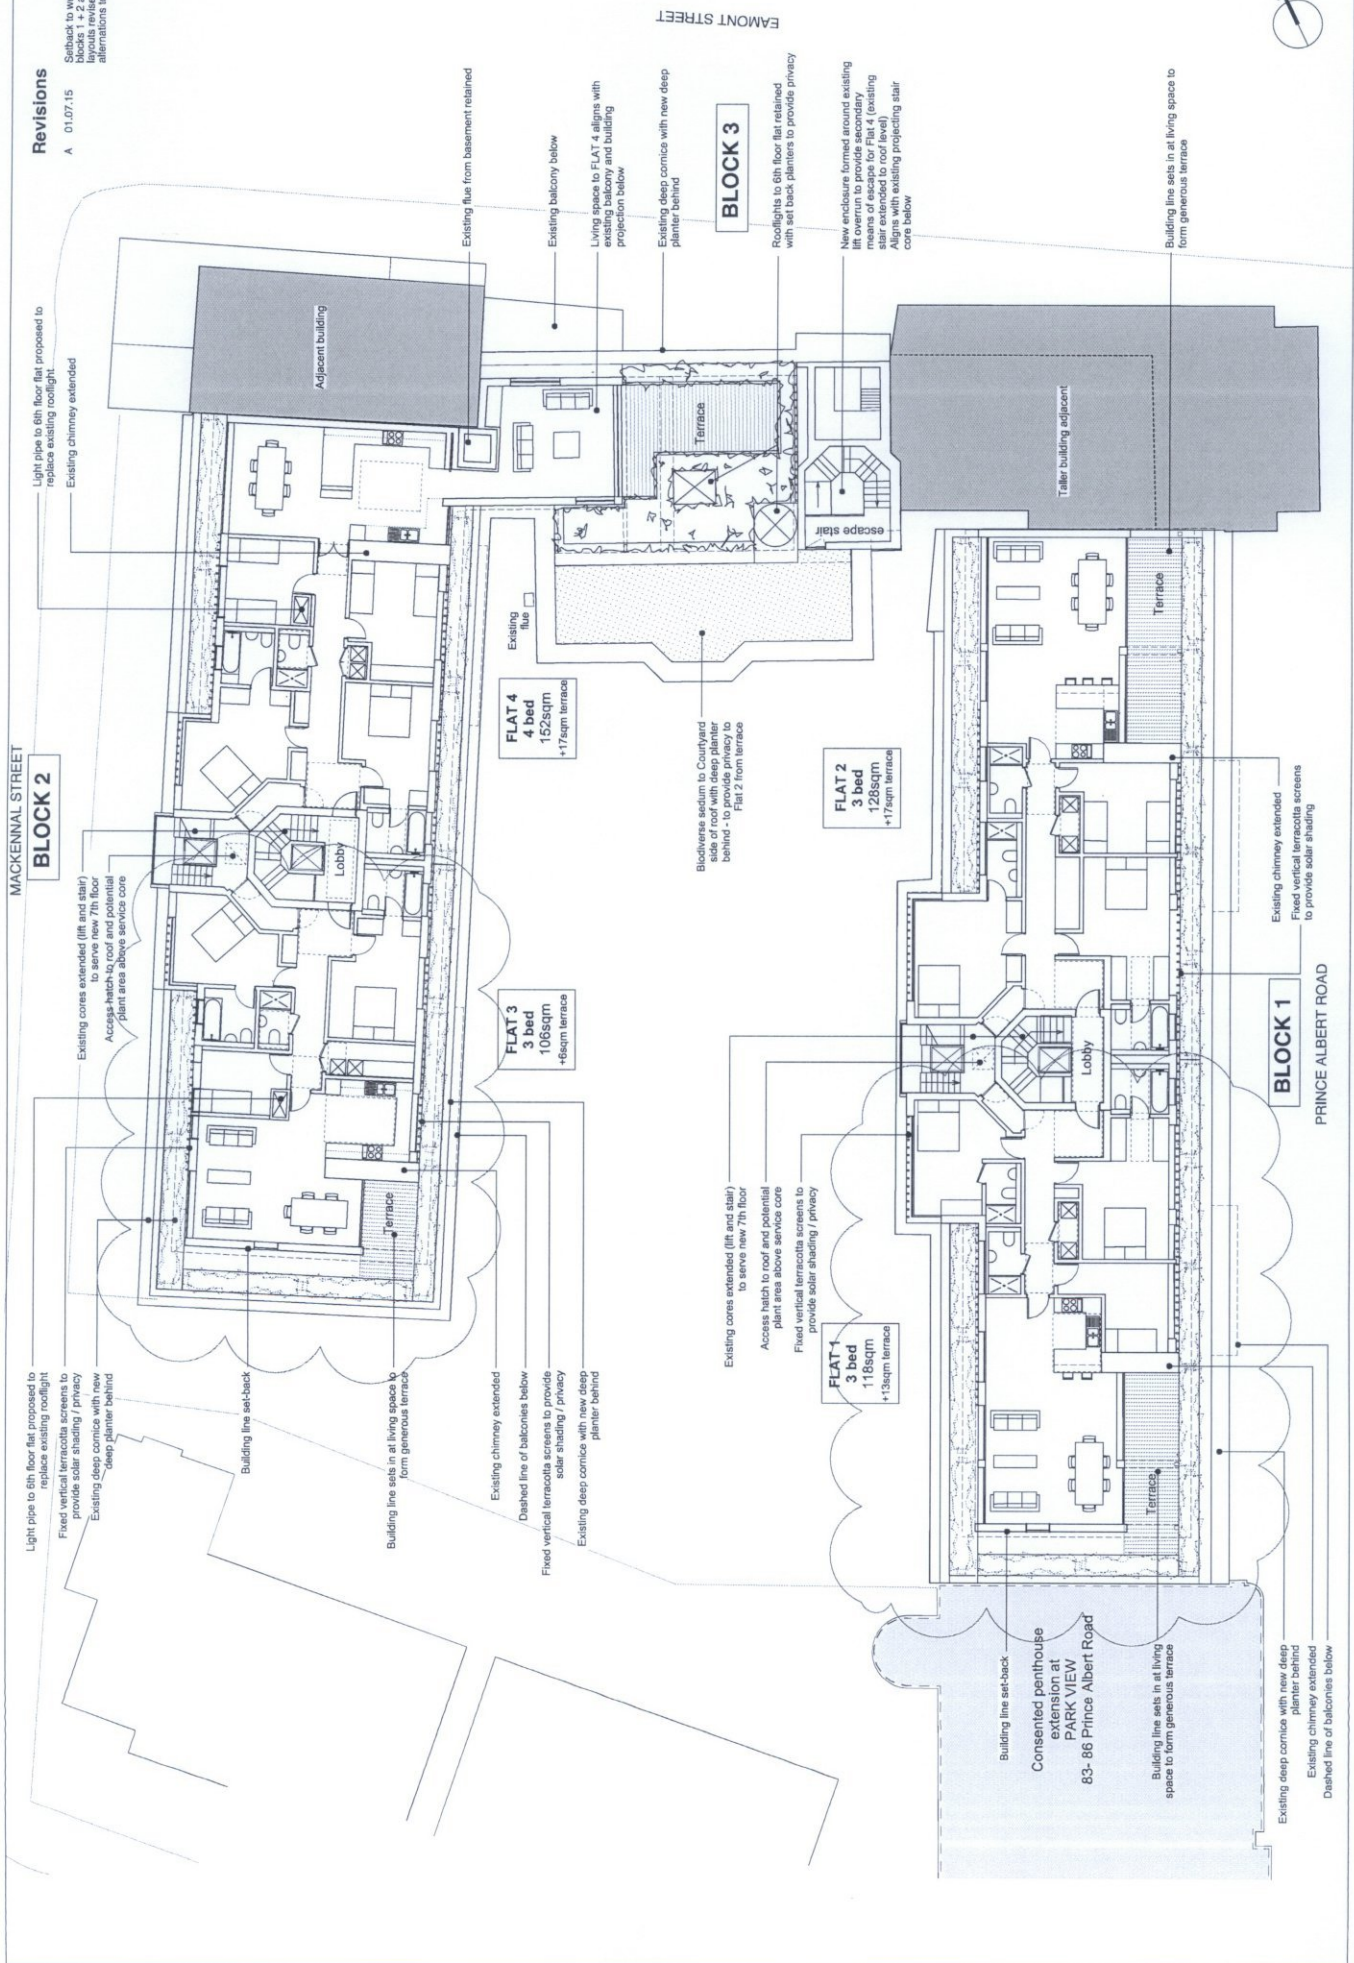 MACKENNAL STREET
BLOCK 2
Revisions
A 01.07.15
blocks 1 + 2
EAMONT STREET
Light pipe to 6th floor flat proposed to
replace existing rooflight
Existing chimney extended
Existing flue from basement retained
Existing balcony below
Living space to FLAT 4 aligns with
existing balcony and building
projection below
Existing deep cornice with new deep
planter behind
BLOCK 3
Rooflights to 6th floor flat retained
with set back planters to provide privacy
New enclosure formed around existing
lift overrun to provide secondary
means of escape for Flat 4 (existing
stair extended to roof level)
Aligns with existing projecting stair
core below
Building line sets in at living space to
form generous terrace
Adjacent building
Terrace
escape stair
Taller building adjacent
Existing cores extended (lift and stair)
to serve new 7th floor
Access hatch to roof and potential
plant area above service core
Lobby
Existing
flue
FLAT 4
4 bed
152sqm
+17sqm terrace
FLAT 3
3 bed
106sqm
+6sqm terrace
Terrace
Biodiverse sedum to Courtyard
side of roof with deep planter
behind - to provide privacy to
Flat 2 from terrace
FLAT 2
3 bed
128sqm
+17sqm terrace
Terrace
Light pipe to 6th floor flat proposed to
replace existing rooflight
Fixed vertical terracotta screens to
provide solar shading / privacy
Existing deep cornice with new
deep planter behind
Building line set-back
Building line sets in at living space to
form generous terrace
Existing chimney extended
Dashed line of balconies below
Fixed vertical terracotta screens to provide
solar shading / privacy
Existing deep cornice with new deep
planter behind
Existing cores extended (lift and stair)
to serve new 7th floor
Access hatch to roof and potential
plant area above service core
Fixed vertical terracotta screens to
provide solar shading / privacy
FLAT 1
3 bed
118sqm
+13sqm terrace
Lobby
Terrace
Existing chimney extended
Fixed vertical terracotta screens
to provide solar shading
BLOCK 1
PRINCE ALBERT ROAD
Building line set-back
Consented penthouse
extension at
PARK VIEW
83- 86 Prince Albert Road
Building line sets in at living
space to form generous terrace
Existing deep cornice with new deep
planter behind
Existing chimney extended
Dashed line of balconies below